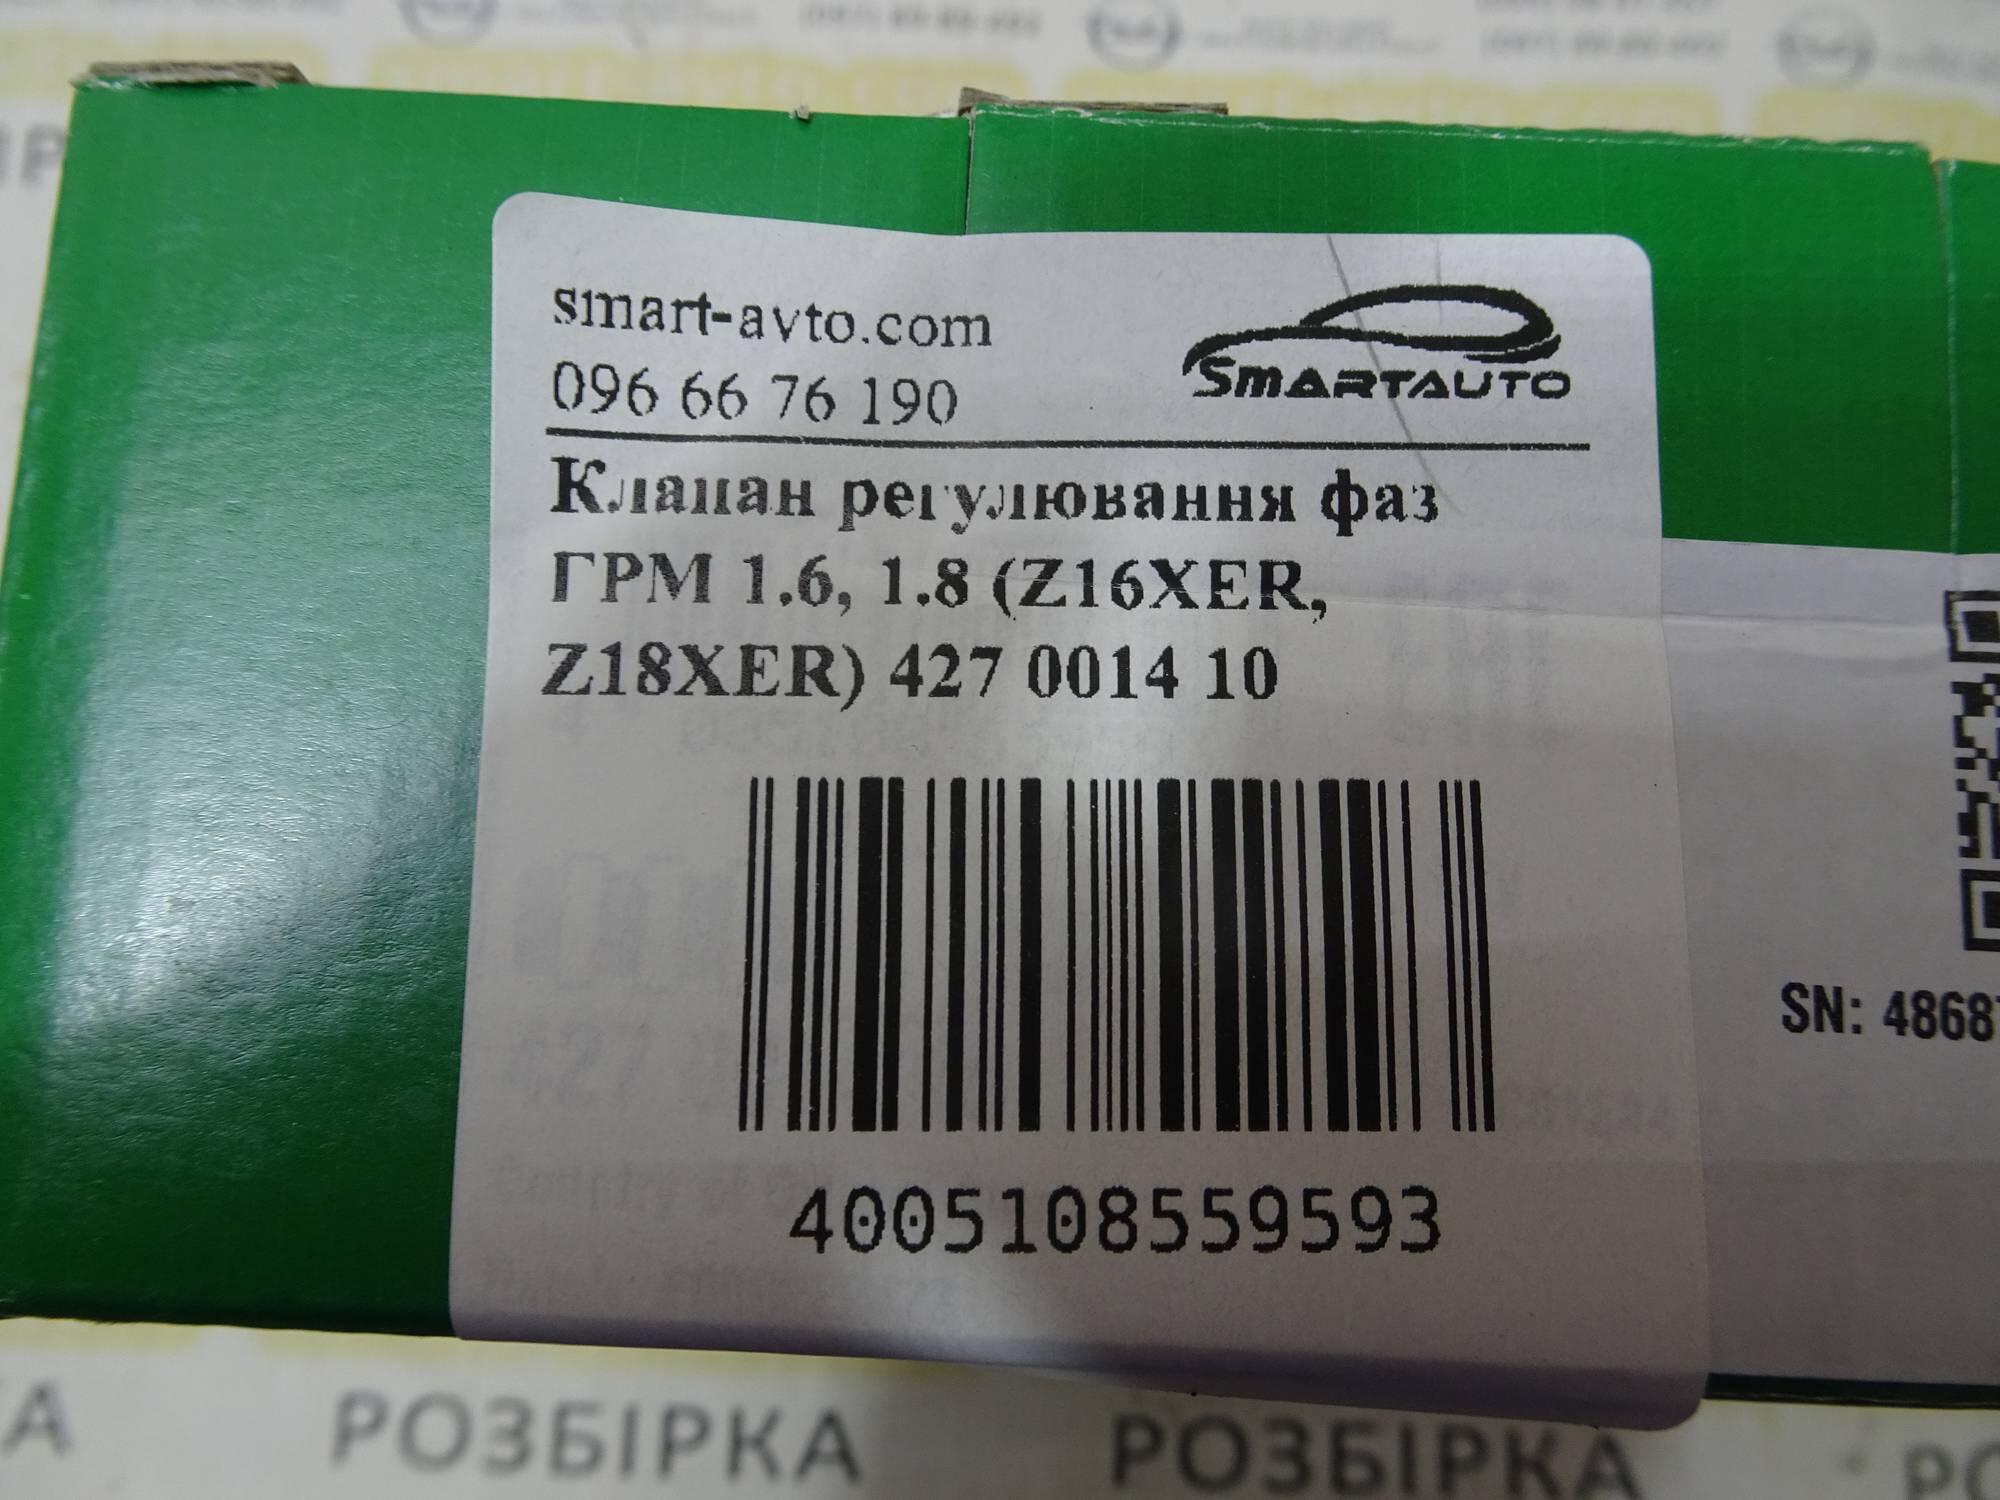 smart-avto.com
SMARTAUTO
096 66 76 190
Клапан регулювання фаз
ГРМ 1.6, 1.8 (Z16XER,
Z18XER) 427 0014 10
4005108559593
SN: 4868
РОЗБІРКА
РОЗБІРКА